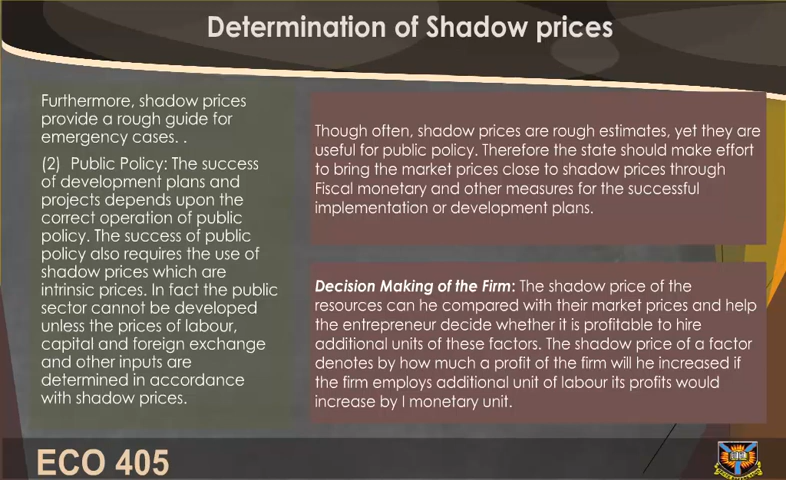 Determination of Shadow prices
Furthermore, shadow prices
provide a rough guide for
emergency cases. .
(2) Public Policy: The success
of development plans and
projects depends upon the
correct operation of public
policy. The success of public
policy also requires the use of
shadow prices which are
intrinsic prices. In fact the public
sector cannot be developed
unless the prices of labour,
capital and foreign exchange
and other inputs are
determined in accordance
with shadow prices.
Though often, shadow prices are rough estimates, yet they are
useful for public policy. Therefore the state should make effort
to bring the market prices close to shadow prices through
Fiscal monetary and other measures for the successful
implementation or development plans.
Decision Making of the Firm: The shadow price of the
resources can he compared with their market prices and help
the entrepreneur decide whether it is profitable to hire
additional units of these factors. The shadow price of a factor
denotes by how much a profit of the firm will he increased if
the firm employs additional unit of labour its profits would
increase by I monetary unit.
ECO 405